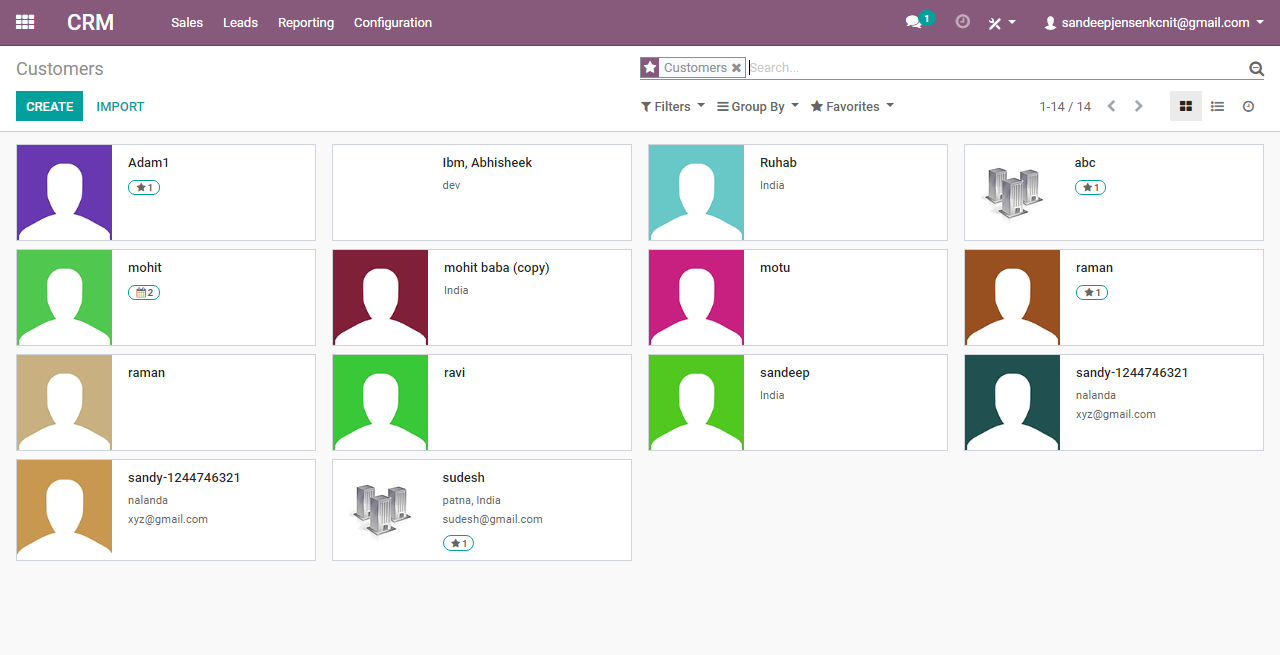 CRM Sales Leads Reporting Configuration 1 sandeepjensenkcnit@gmail.com
Customers
Customers Search...
CREATE IMPORT
Filters Group By Favorites 1-14 / 14
Adam1
1
Ibm, Abhisheek
dev
Ruhab
India
abc
1
mohit
2
mohit baba (copy)
India
motu
raman
1
raman
ravi
sandeep
India
sandy-1244746321
nalanda
xyz@gmail.com
sandy-1244746321
nalanda
xyz@gmail.com
sudesh
patna, India
sudesh@gmail.com
1